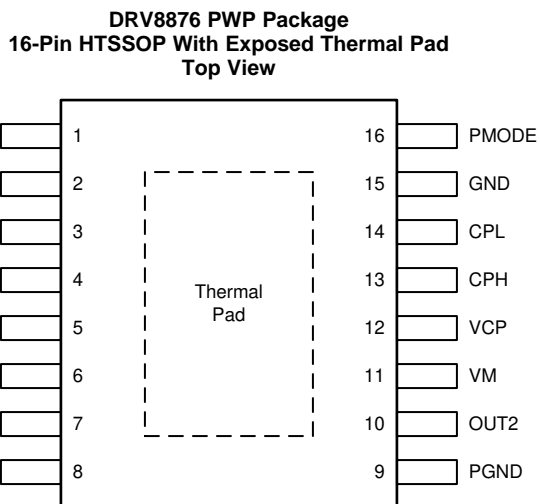 DRV8876 PWP Package
16-Pin HTSSOP With Exposed Thermal Pad
Top View
1 16 PMODE
2 15 GND
3 14 CPL
4 13 CPH
Thermal
Pad
5 12 VCP
6 11 VM
7 10 OUT2
8 9 PGND